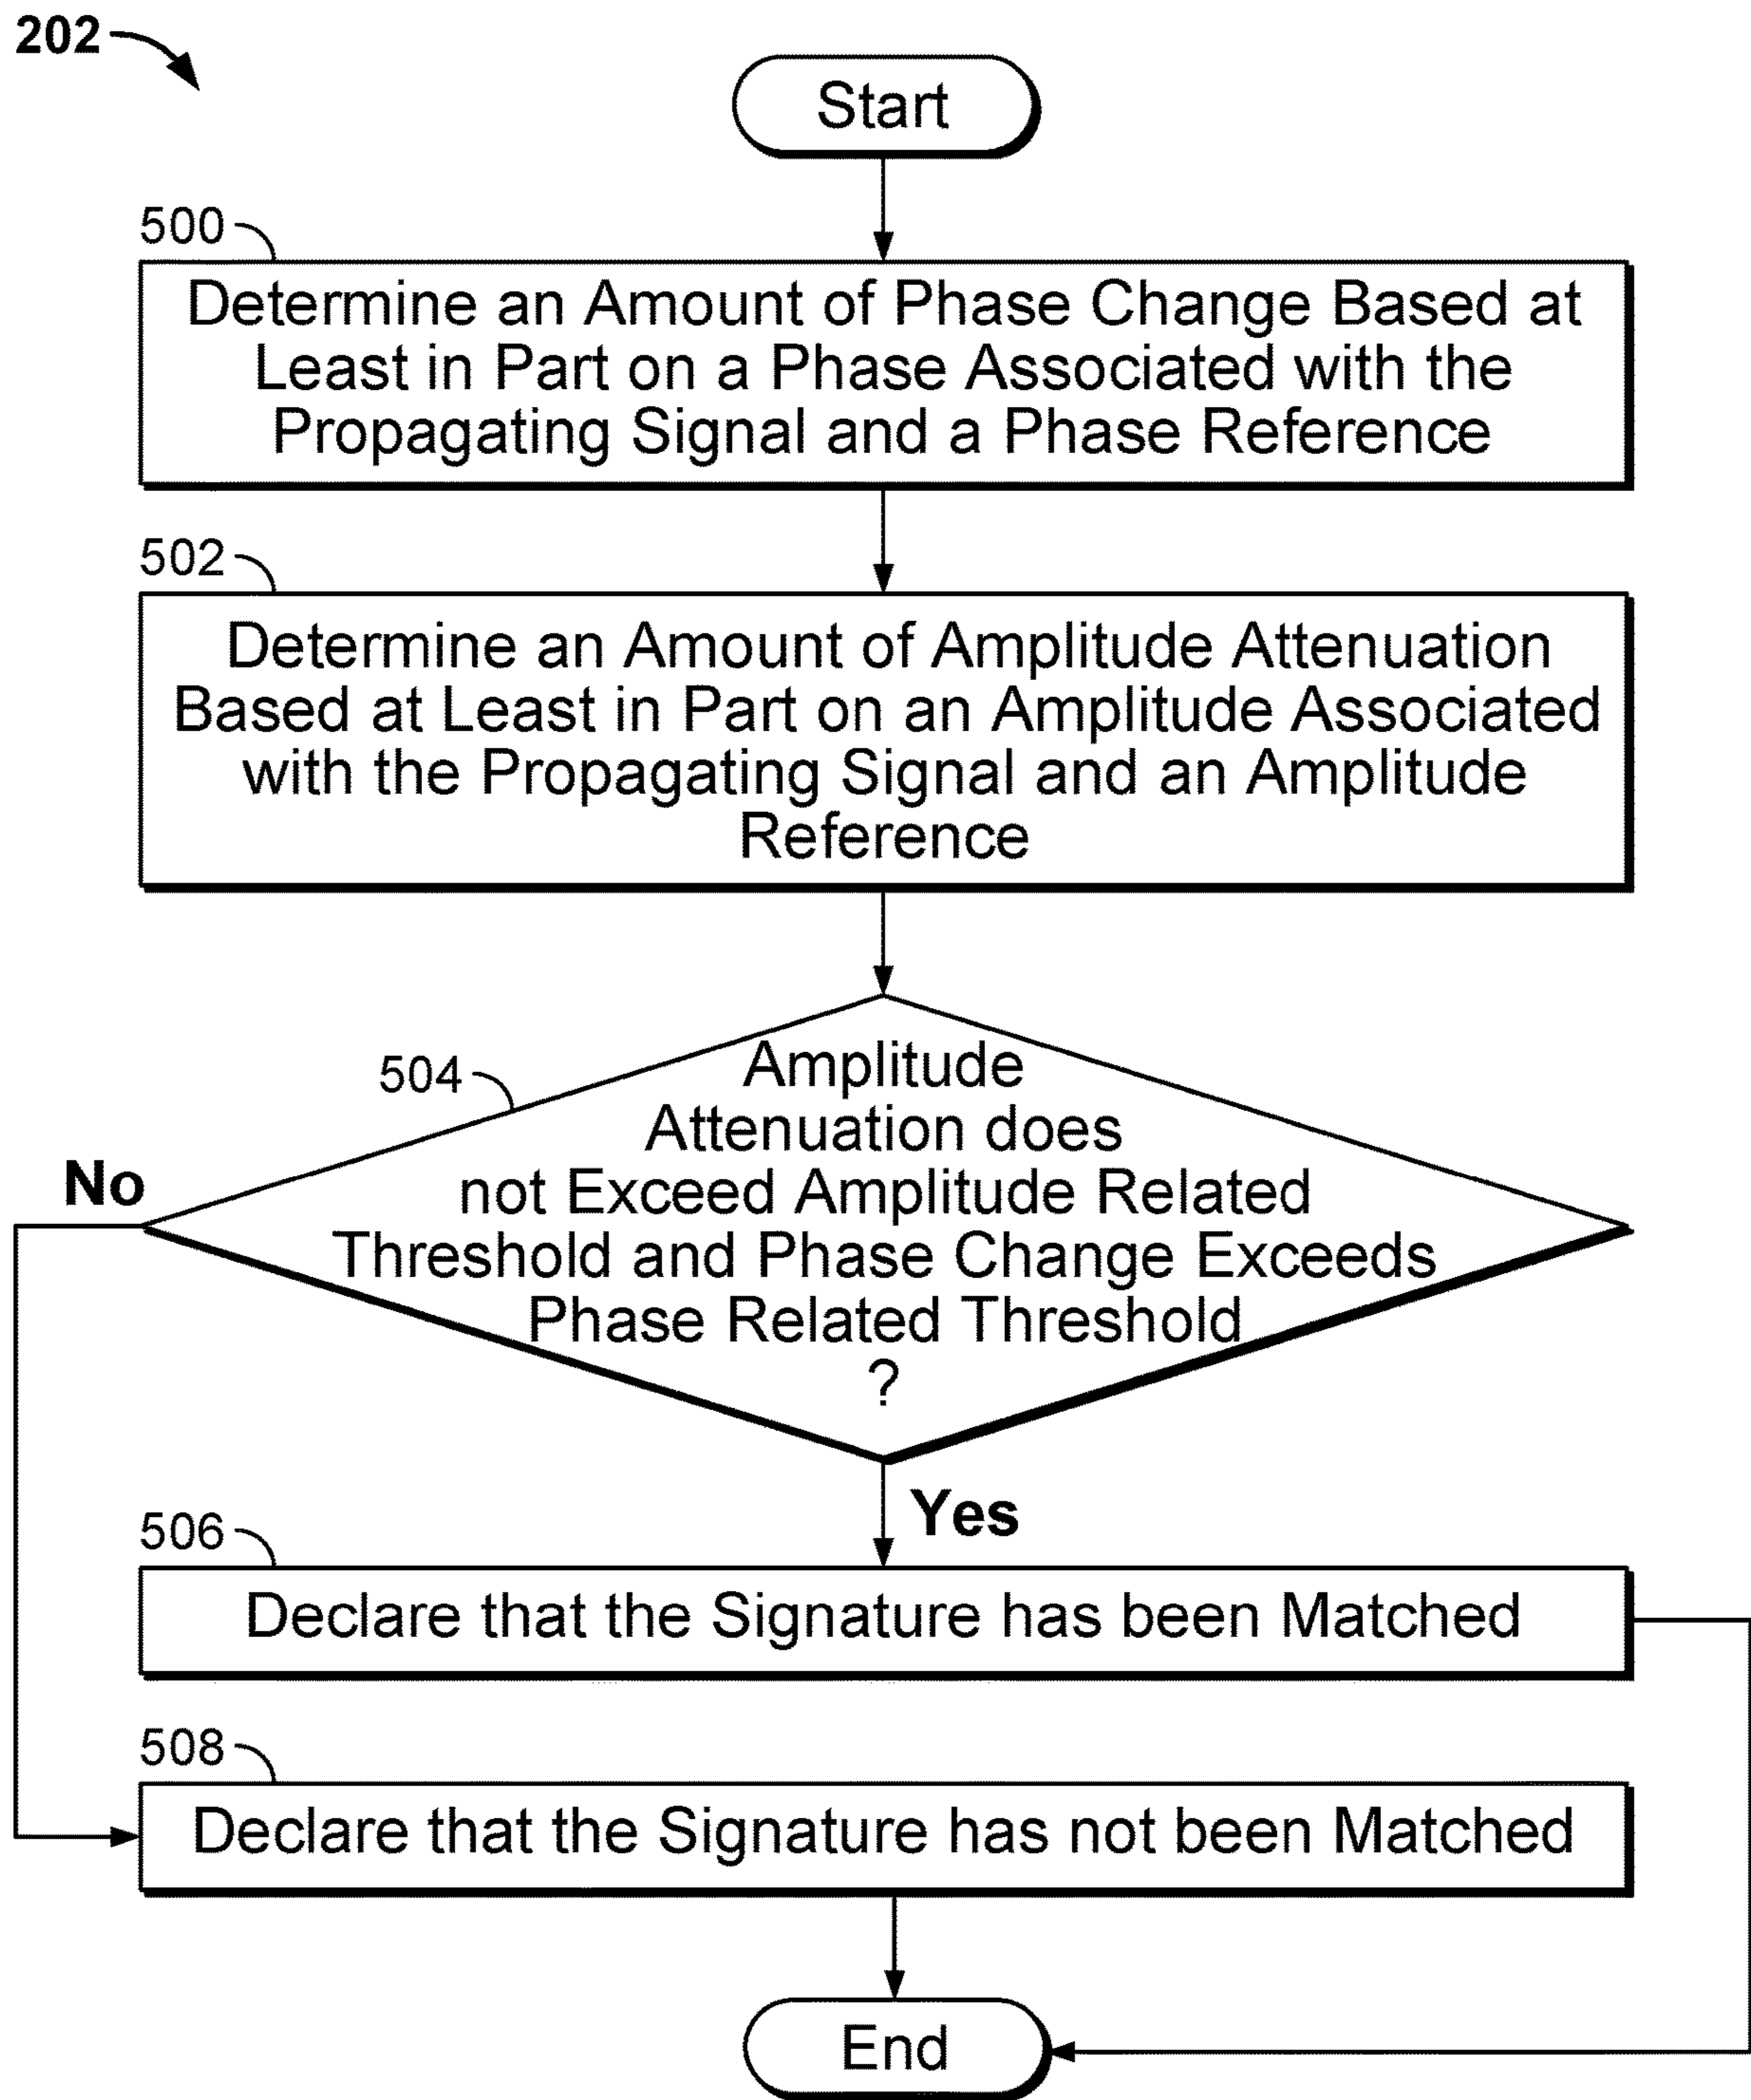 202
Start
500
Determine an Amount of Phase Change Based at
Least in Part on a Phase Associated with the
Propagating Signal and a Phase Reference
502
Determine an Amount of Amplitude Attenuation
Based at Least in Part on an Amplitude Associated
with the Propagating Signal and an Amplitude
Reference
504
Amplitude
Attenuation does
not Exceed Amplitude Related
Threshold and Phase Change Exceeds
Phase Related Threshold
?
No
Yes
506
Declare that the Signature has been Matched
508
Declare that the Signature has not been Matched
End